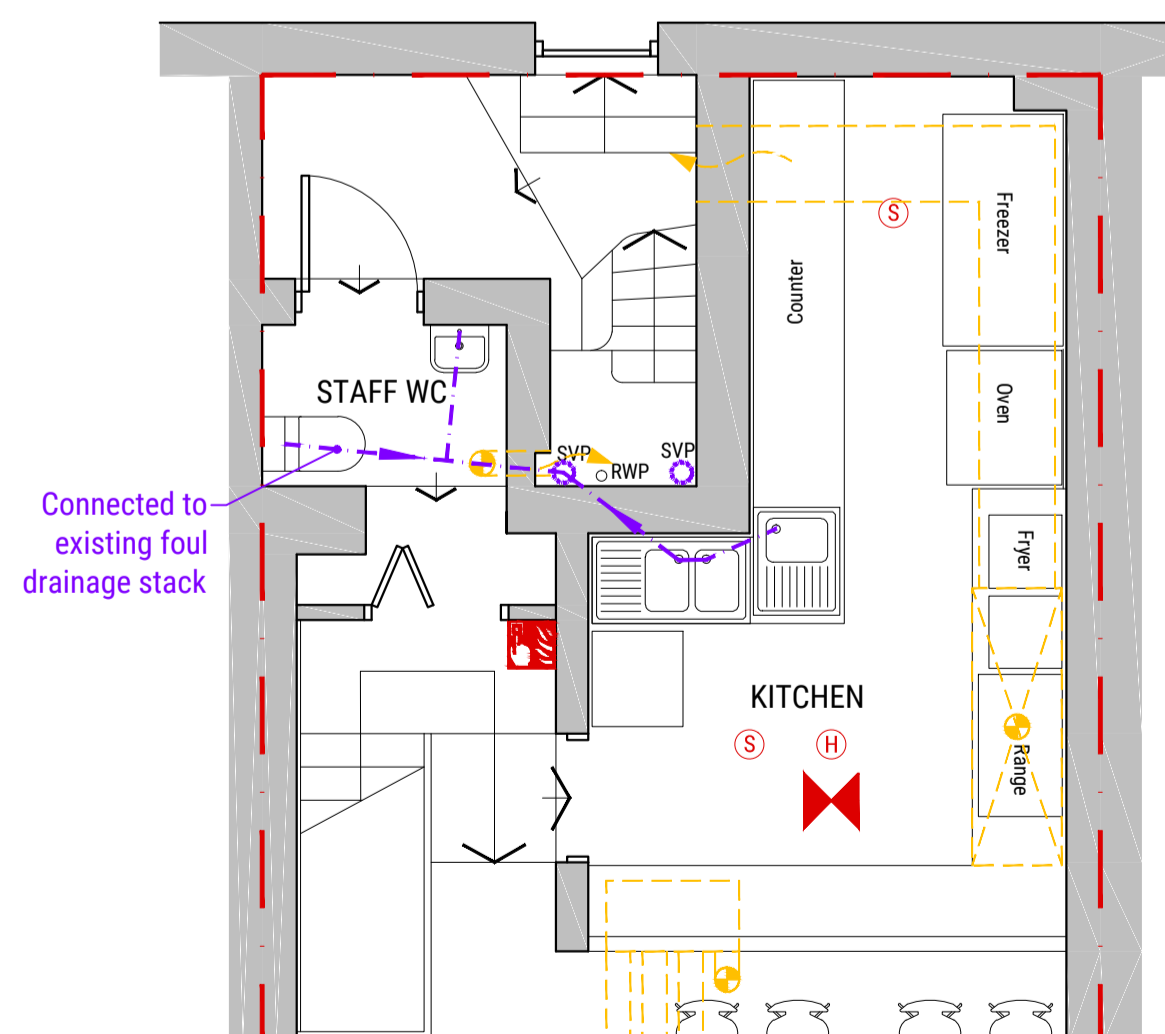 Freezer
S
Counter
STAFF WC
Oven
SVP
SVP
RWP
Connected to
existing foul
drainage stack
Fryer
KITCHEN
S
H
Range